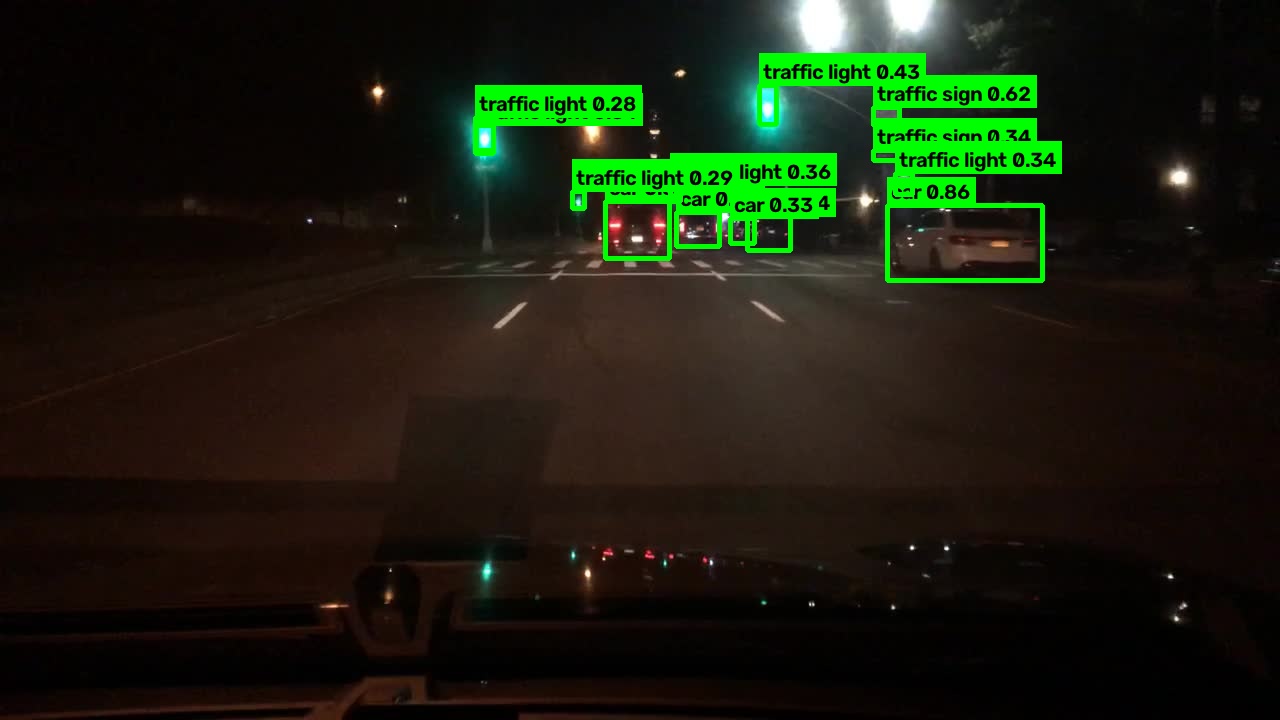 traffic light 0.43
traffic sign 0.62
traffic light 0.28
traffic sign 0.34
traffic light 0.34
light 0.36
traffic light 0.29
car 0.86
car 0.33